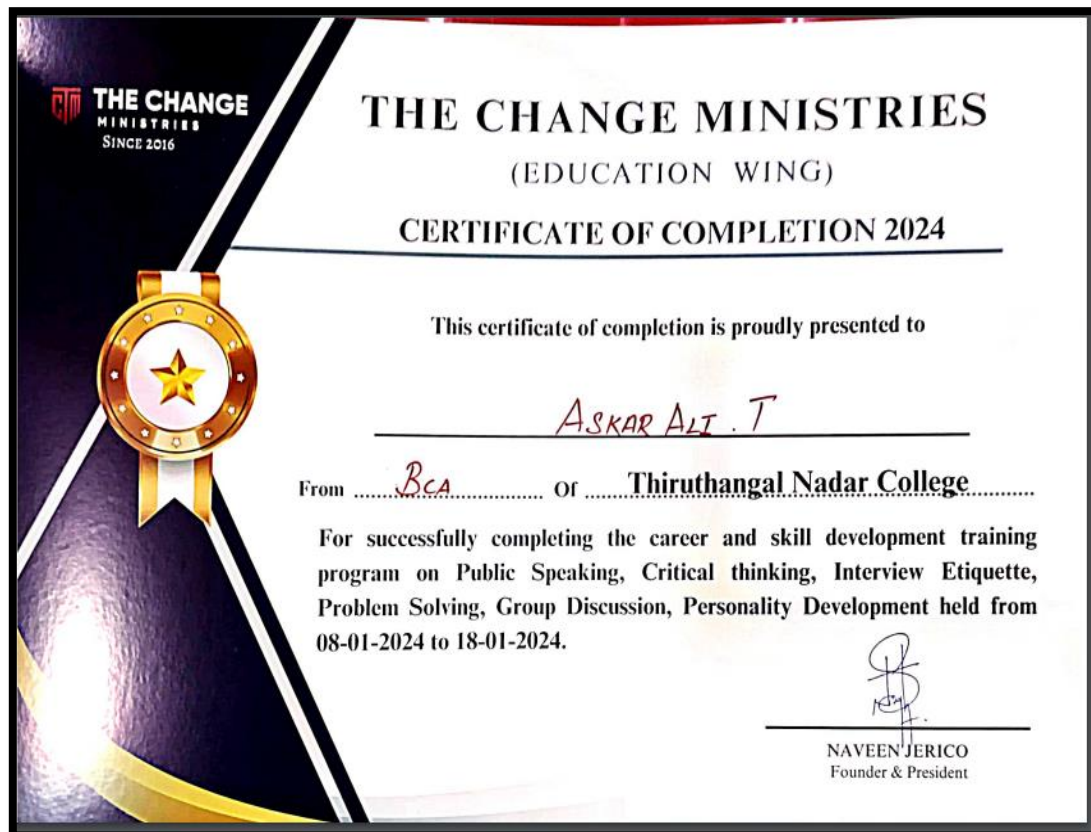 THE CHANGE
MINISTRIES
SINCE 2016
THE CHANGE MINISTRIES
(EDUCATION WING)
CERTIFICATE OF COMPLETION 2024
This certificate of completion is proudly presented to
ASKAR ALI . T
From ........BCA............... Of ......Thiruthangal Nadar College..........
For successfully completing the career and skill development training
program on Public Speaking, Critical thinking, Interview Etiquette,
Problem Solving, Group Discussion, Personality Development held from
08-01-2024 to 18-01-2024.
NAVEEN JERICO
Founder & President